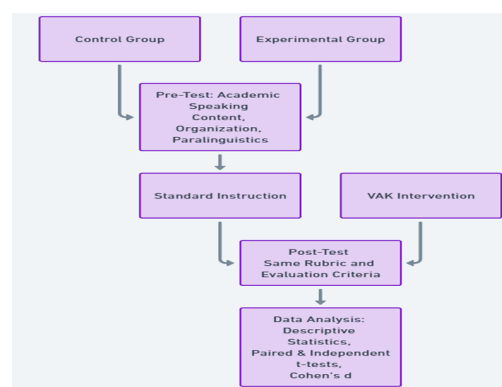 Control Group
Experimental Group
Pre-Test: Academic
Speaking
Content,
Organization,
Paralinguistics
Standard Instruction
VAK Intervention
Post-Test
Same Rubric and
Evaluation Criteria
Data Analysis:
Descriptive
Statistics,
Paired & Independent
t-tests,
Cohen's d